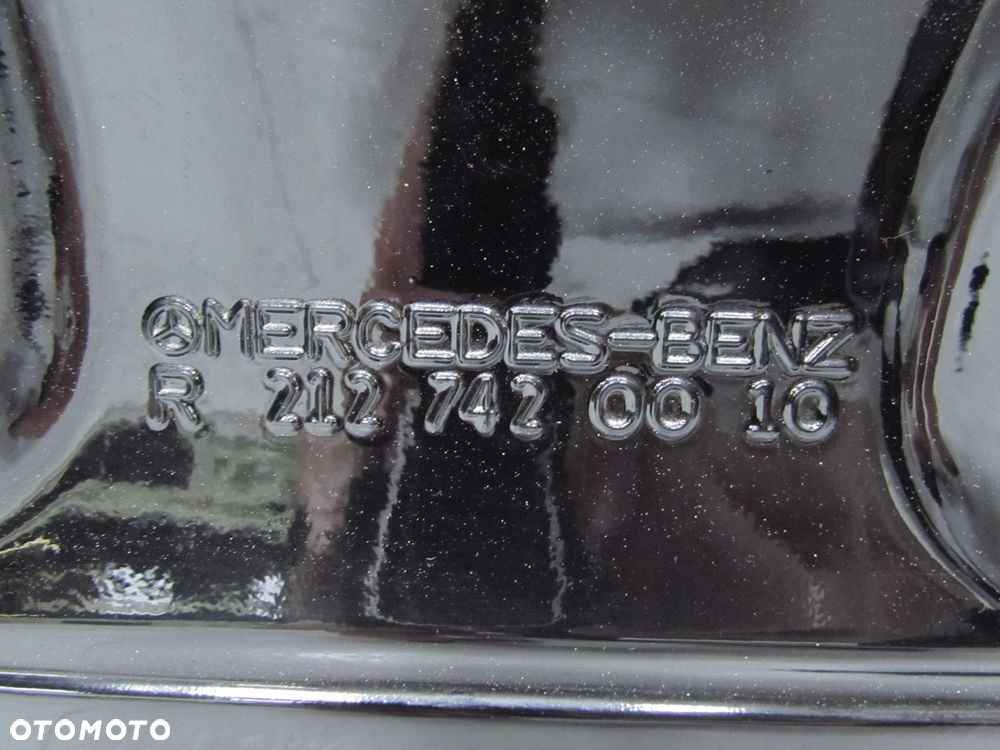 MERCEDES-BENZ
R 212 742 00 10
OTOMOTO